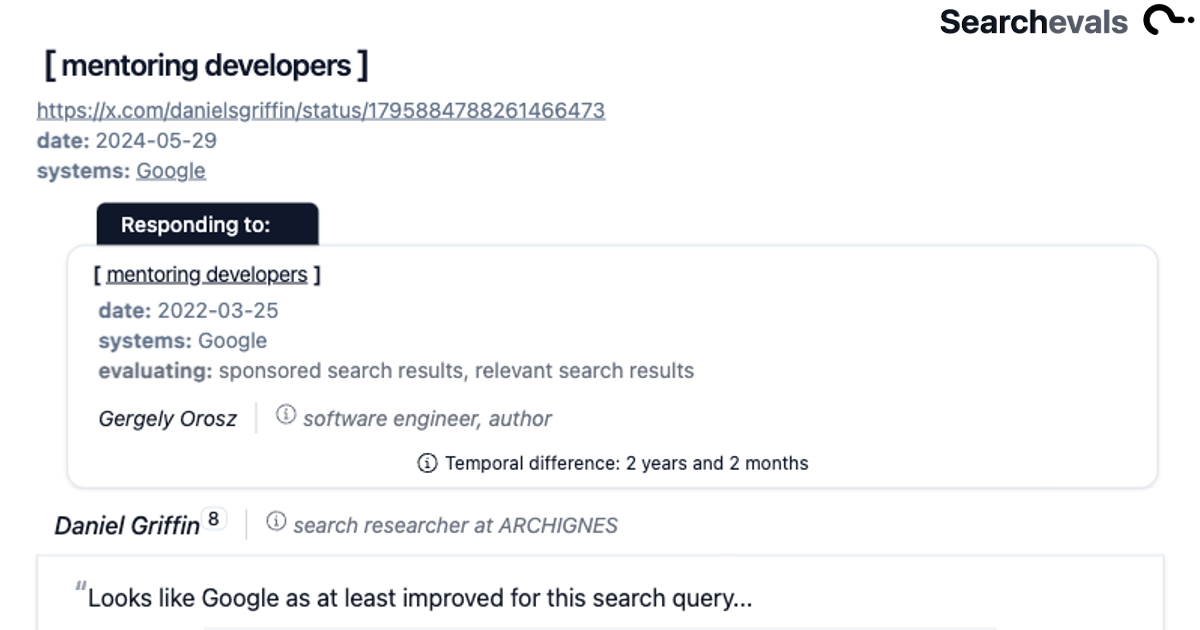 Searchevals
[ mentoring developers ]
https://x.com/danielsgriffin/status/1795884788261466473
date: 2024-05-29
systems: Google
Responding to:
[ mentoring developers ]
date: 2022-03-25
systems: Google
evaluating: sponsored search results, relevant search results
Gergely Orosz | software engineer, author
Temporal difference: 2 years and 2 months
Daniel Griffin 8 | search researcher at ARCHIGNES
“Looks like Google as at least improved for this search query...